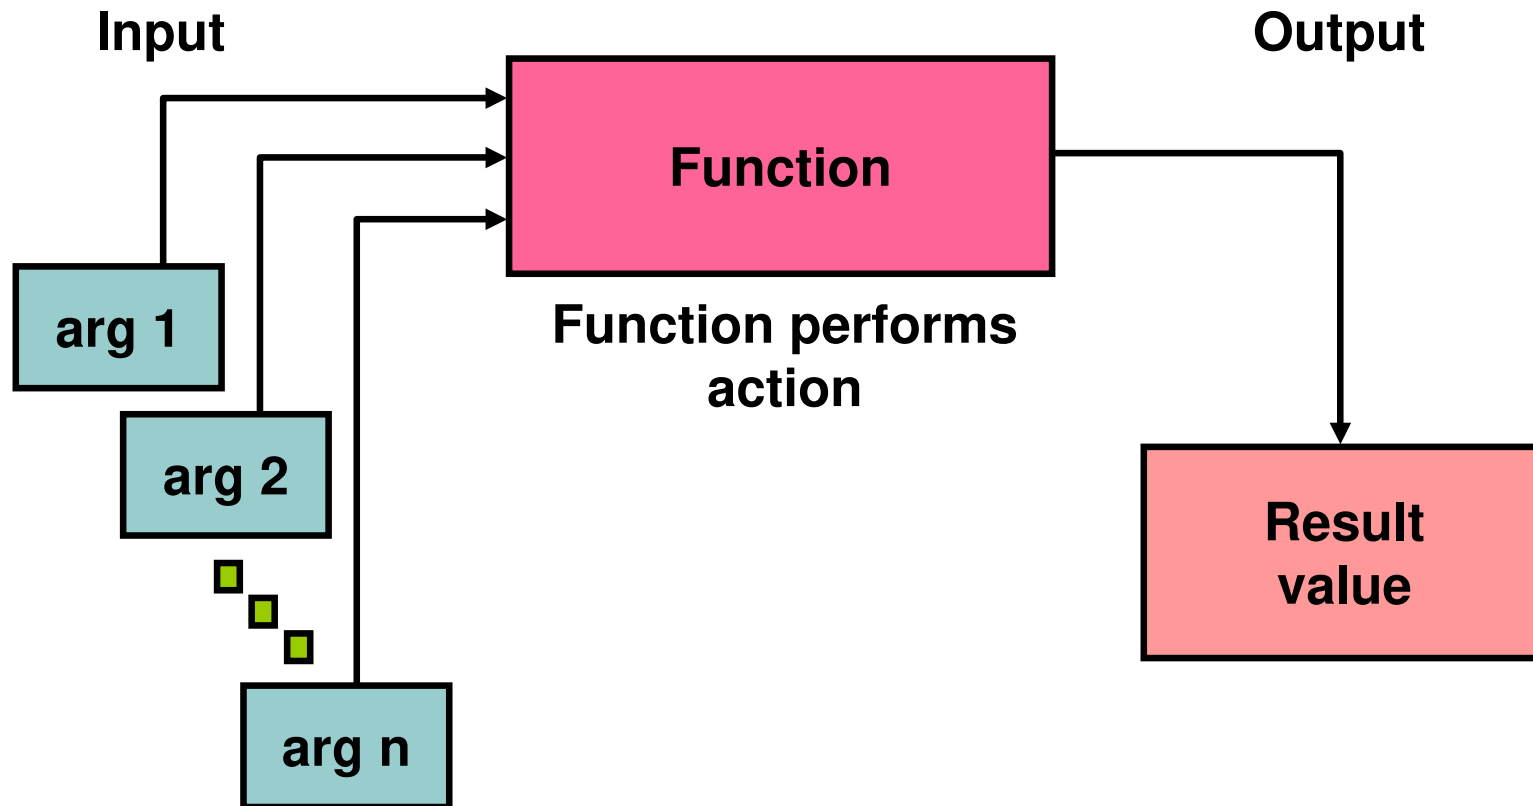 Input
Output
Function
arg 1
Function performs
action
arg 2
Result
value
arg n